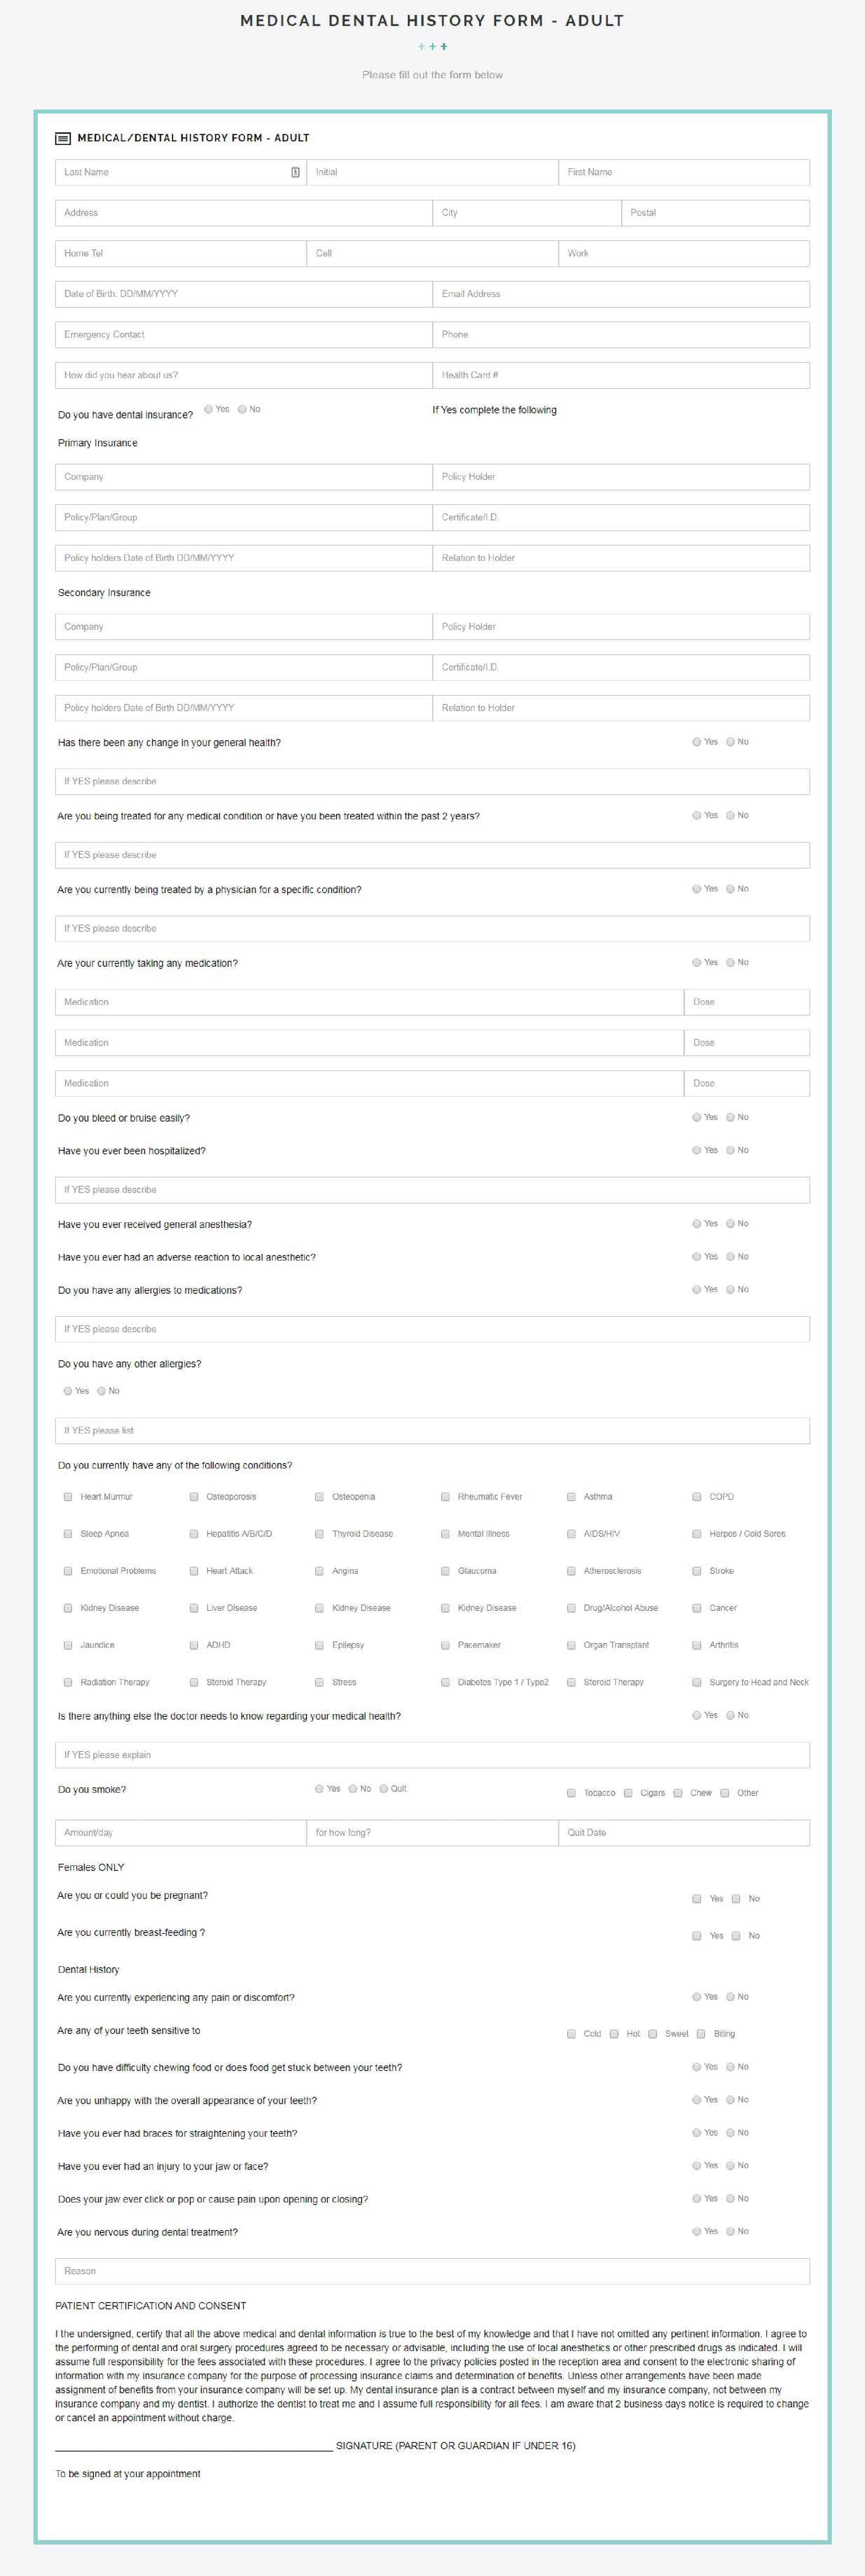 MEDICAL DENTAL HISTORY FORM - ADULT
+++
Please fill out the form below
MEDICAL/DENTAL HISTORY FORM - ADULT
Last Name Initial First Name
Address City Postal
Home Tel Cell Work
Date of Birth: DD/MM/YYYY Email Address
Emergency Contact Phone
How did you hear about us? Health Card #
Do you have dental insurance? Yes No If Yes complete the following
Primary Insurance
Company Policy Holder
Policy/Plan/Group Certificate/I.D.
Policy holders Date of Birth DD/MM/YYYY Relation to Holder
Secondary Insurance
Company Policy Holder
Policy/Plan/Group Certificate/I.D.
Policy holders Date of Birth DD/MM/YYYY Relation to Holder
Has there been any change in your general health? Yes No
If YES please describe
Are you being treated for any medical condition or have you been treated within the past 2 years? Yes No
If YES please describe
Are you currently being treated by a physician for a specific condition? Yes No
If YES please describe
Are your currently taking any medication? Yes No
Medication Dose
Medication Dose
Medication Dose
Do you bleed or bruise easily? Yes No
Have you ever been hospitalized? Yes No
If YES please describe
Have you ever received general anesthesia? Yes No
Have you ever had an adverse reaction to local anesthetic? Yes No
Do you have any allergies to medications? Yes No
If YES please describe
Do you have any other allergies?
Yes No
If YES please list
Do you currently have any of the following conditions?
Heart Murmur Osteoporosis Osteopenia Rheumatic Fever Asthma COPD
Sleep Apnea Hepatitis A/B/C/D Thyroid Disease Mental Illness AIDS/HIV Herpes / Cold Sores
Emotional Problems Heart Attack Angina Glaucoma Atherosclerosis Stroke
Kidney Disease Liver Disease Kidney Disease Kidney Disease Drug/Alcohol Abuse Cancer
Jaundice ADHD Epilepsy Pacemaker Organ Transplant Arthritis
Radiation Therapy Steroid Therapy Stress Diabetes Type 1 / Type2 Steroid Therapy Surgery to Head and Neck
Is there anything else the doctor needs to know regarding your medical health? Yes No
If YES please explain
Do you smoke? Yes No Quit Tobacco Cigars Chew Other
Amount/day for how long? Quit Date
Females ONLY
Are you or could you be pregnant? Yes No
Are you currently breast-feeding ? Yes No
Dental History
Are you currently experiencing any pain or discomfort? Yes No
Are any of your teeth sensitive to Cold Hot Sweet Biting
Do you have difficulty chewing food or does food get stuck between your teeth? Yes No
Are you unhappy with the overall appearance of your teeth? Yes No
Have you ever had braces for straightening your teeth? Yes No
Have you ever had an injury to your jaw or face? Yes No
Does your jaw ever click or pop or cause pain upon opening or closing? Yes No
Are you nervous during dental treatment? Yes No
Reason
PATIENT CERTIFICATION AND CONSENT
I the undersigned, certify that all the above medical and dental information is true to the best of my knowledge and that I have not omitted any pertinent information. I agree to
the performing of dental and oral surgery procedures agreed to be necessary or advisable, including the use of local anesthetics or other prescribed drugs as indicated. I will
assume full responsibility for the fees associated with these procedures. I agree to the privacy policies posted in the reception area and consent to the electronic sharing of
information with my insurance company for the purpose of processing insurance claims and determination of benefits. Unless other arrangements have been made
assignment of benefits from your insurance company will be set up. My dental insurance plan is a contract between myself and my insurance company, not between my
insurance company and my dentist. I authorize the dentist to treat me and I assume full responsibility for all fees. I am aware that 2 business days notice is required to change
or cancel an appointment without charge.
SIGNATURE (PARENT OR GUARDIAN IF UNDER 16)
To be signed at your appointment